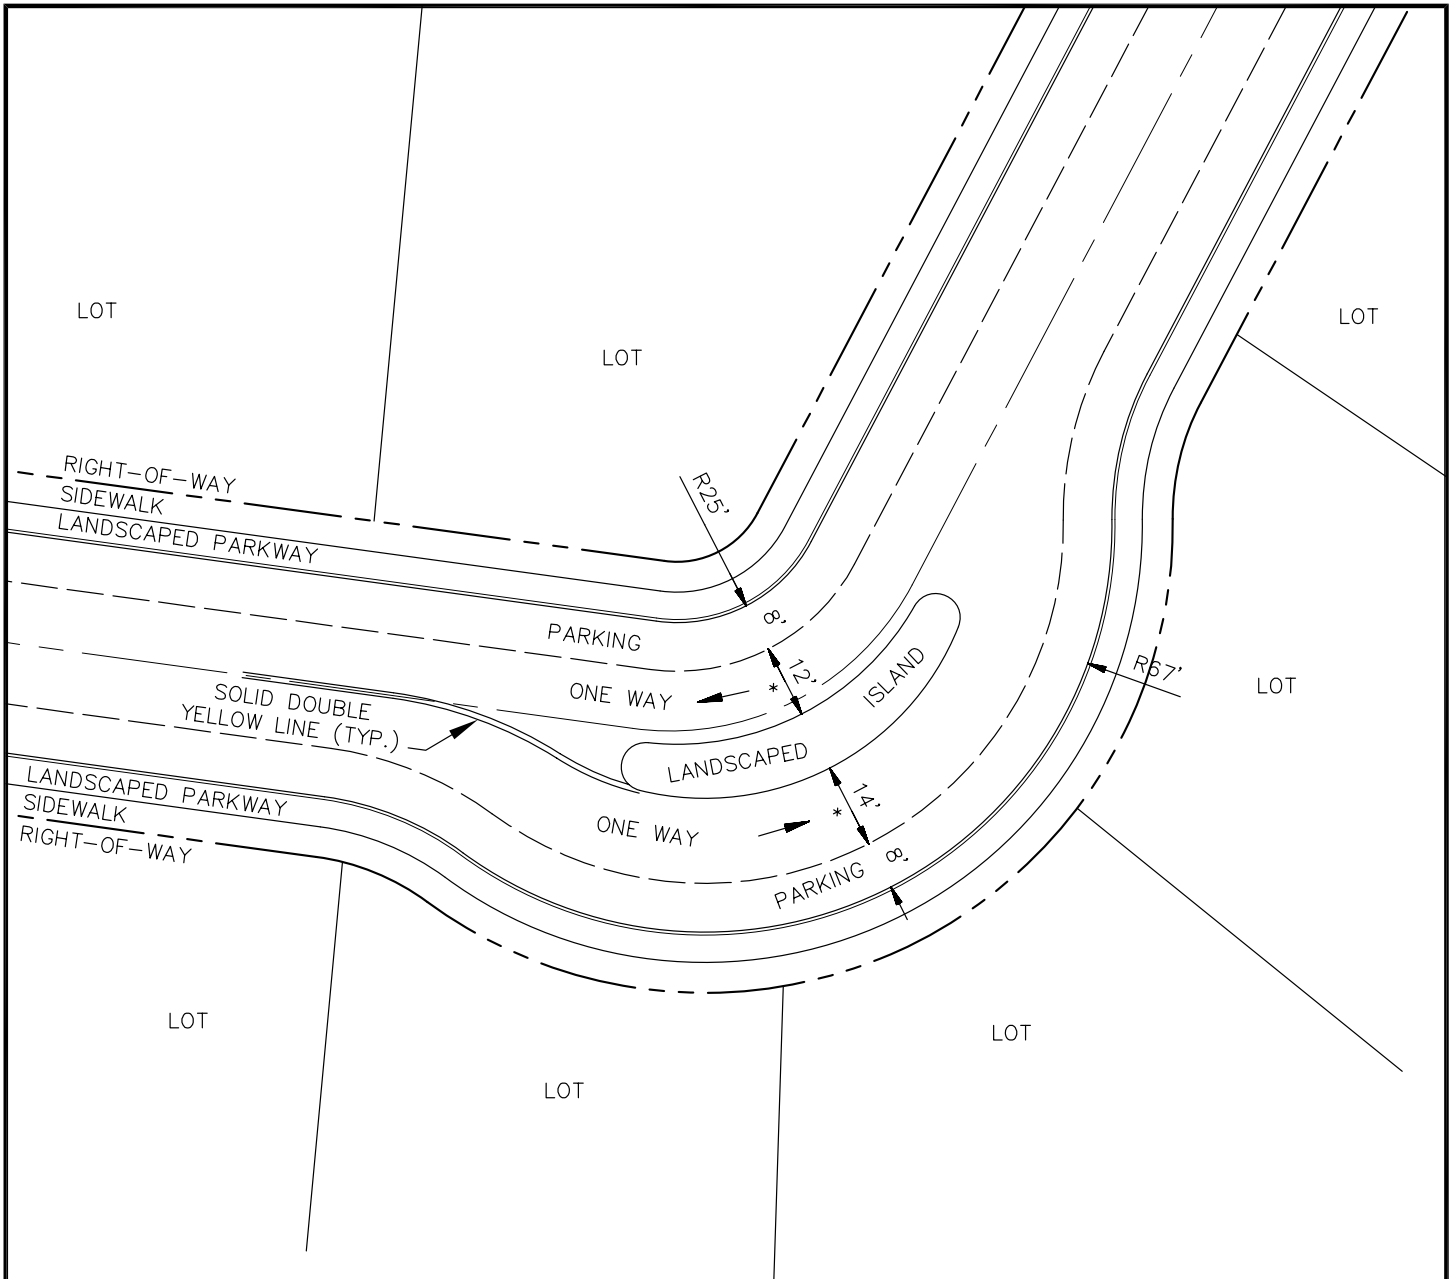 LOT
LOT
LOT
RIGHT-OF-WAY
SIDEWALK
LANDSCAPED PARKWAY
R25'
8'
PARKING
12'
*
ONE WAY
ISLAND
R67'
LOT
SOLID DOUBLE
YELLOW LINE (TYP.)
LANDSCAPED
LANDSCAPED PARKWAY
SIDEWALK
RIGHT-OF-WAY
14'
*
ONE WAY
8'
PARKING
LOT
LOT
LOT